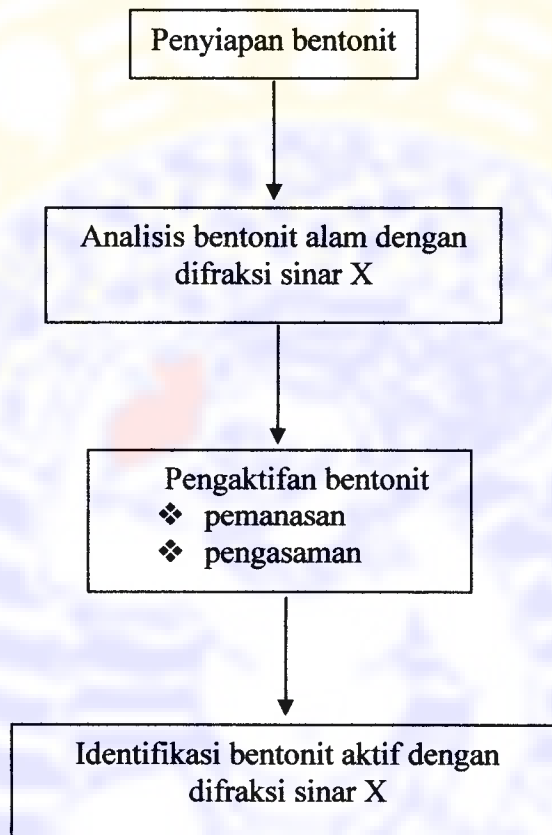 Penyiapan bentonit
Analisis bentonit alam dengan
difraksi sinar X
Pengaktifan bentonit
❖ pemanasan
❖ pengasaman
Identifikasi bentonit aktif dengan
difraksi sinar X